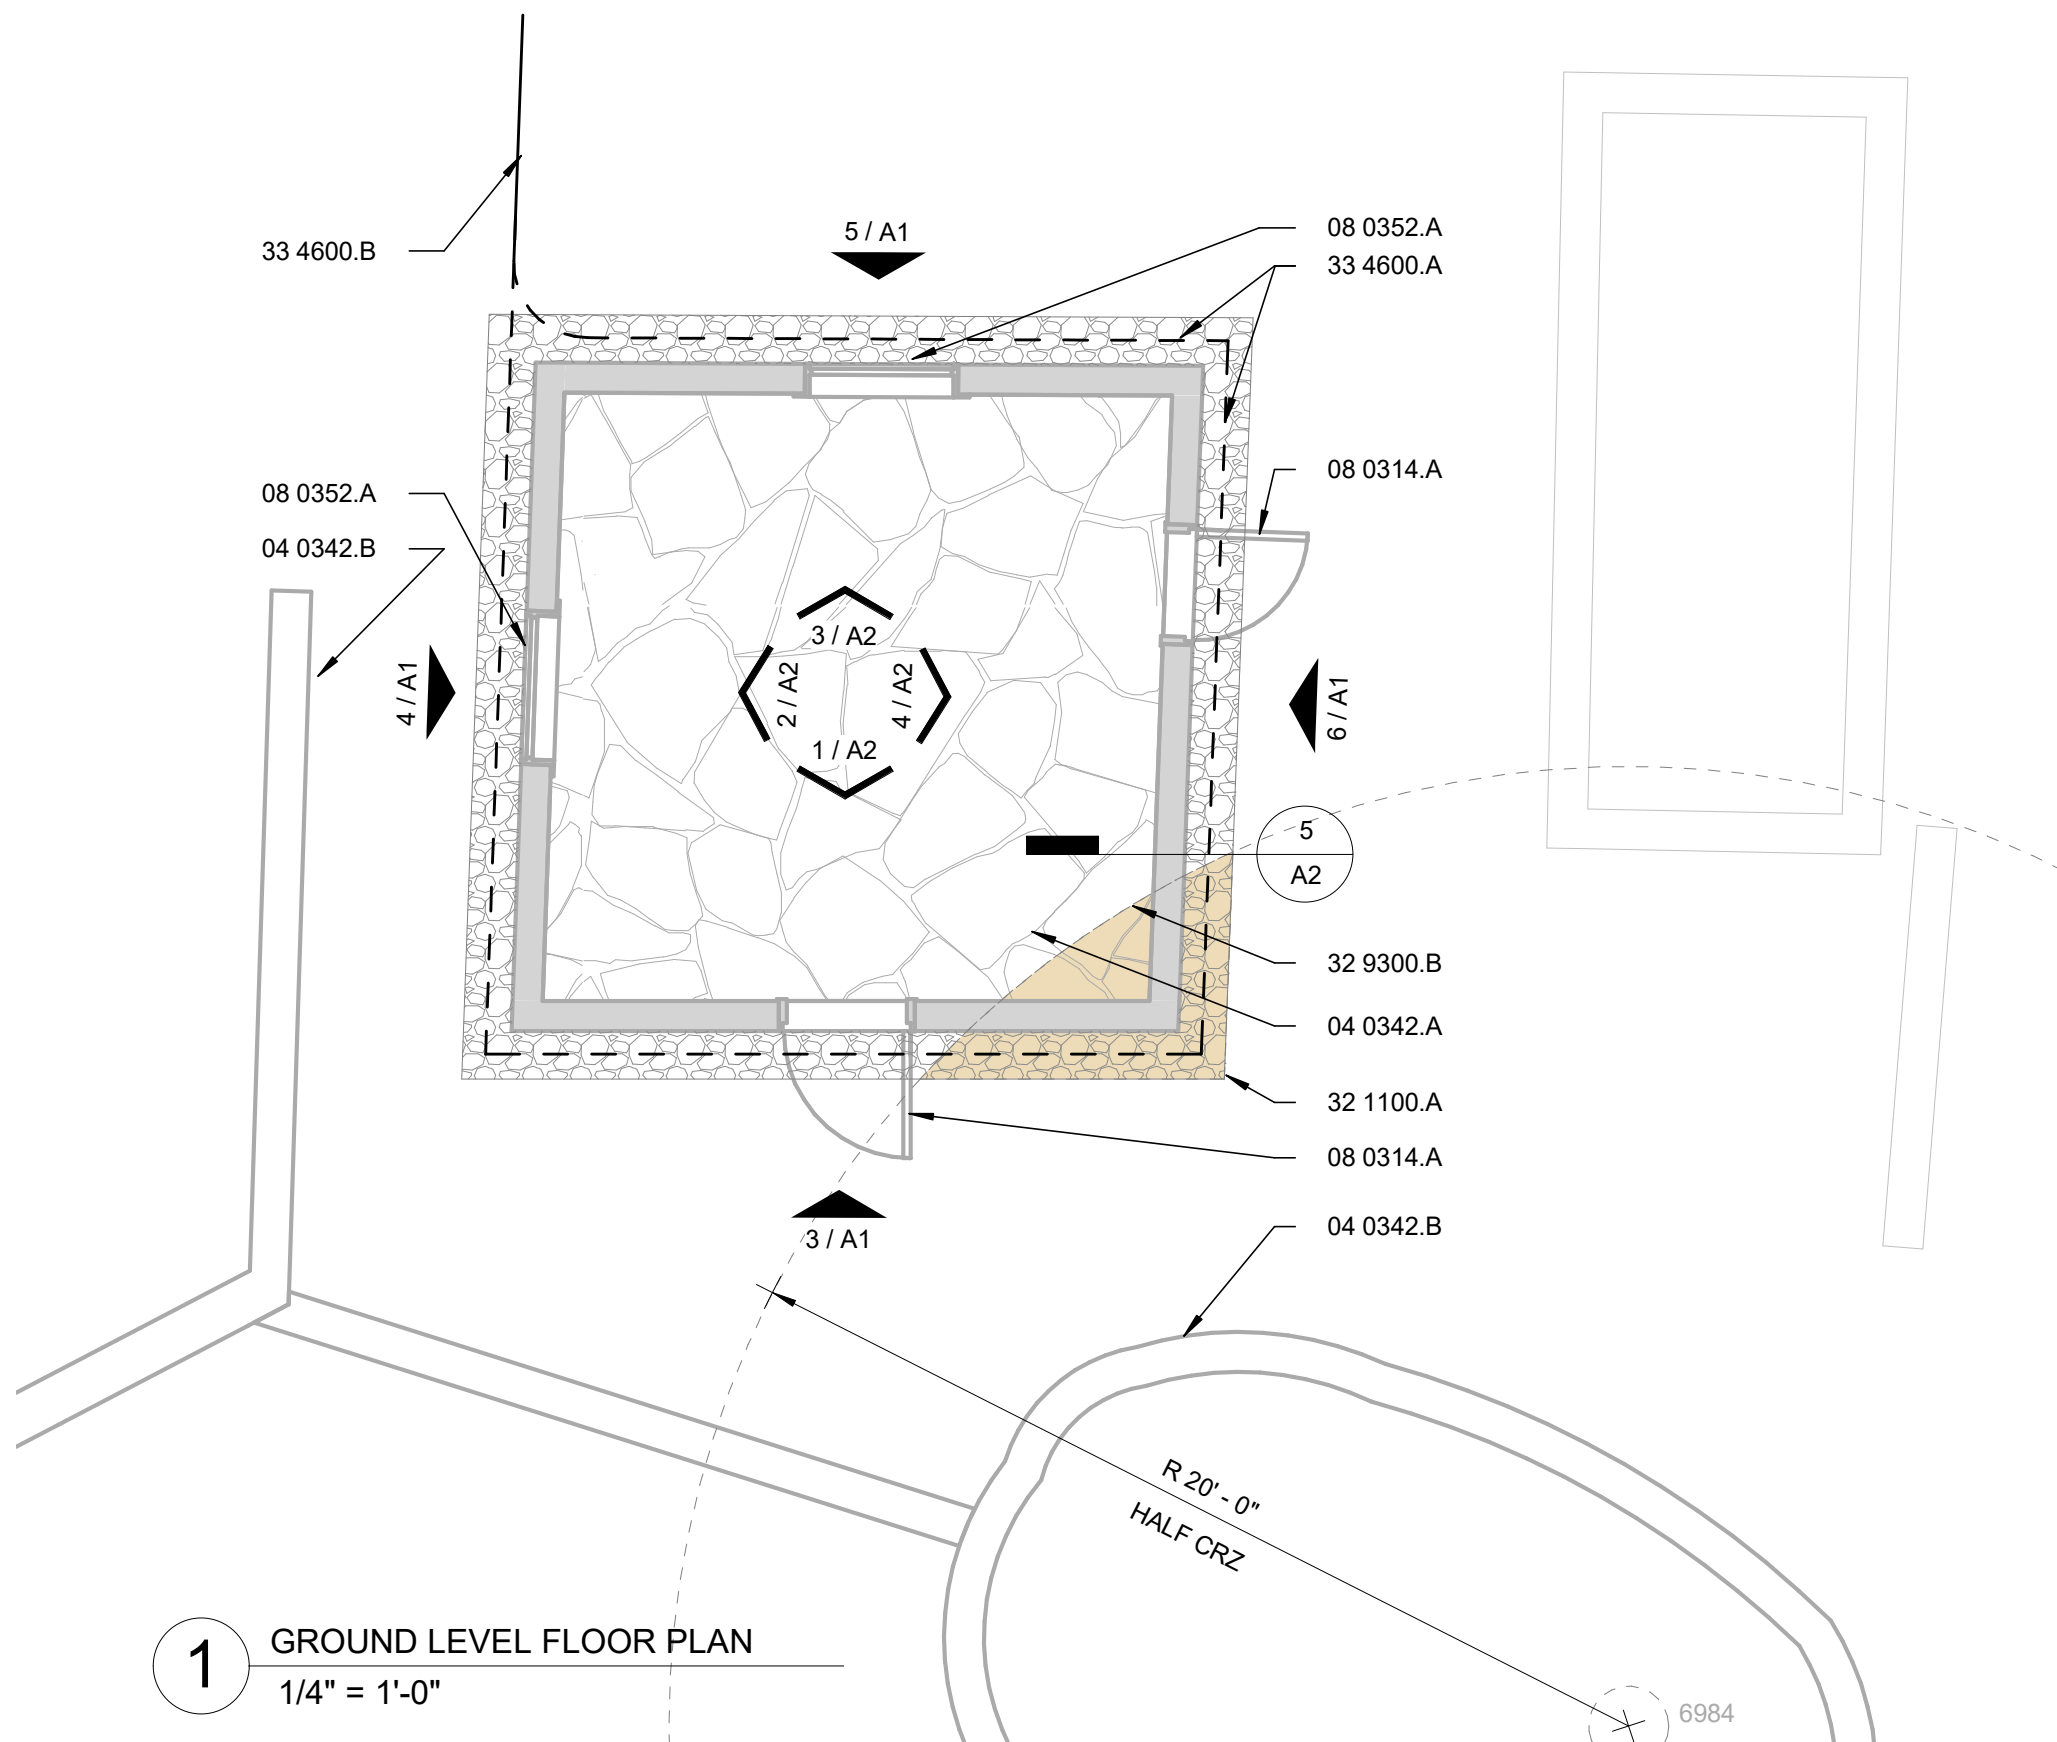 33 4600.B
5 / A1
08 0352.A
33 4600.A
08 0314.A
08 0352.A
04 0342.B
3 / A2
2 / A2
4 / A2
1 / A2
4 / A1
6 / A1
5
A2
32 9300.B
04 0342.A
32 1100.A
08 0314.A
3 / A1
04 0342.B
R 20' - 0"
HALF CRZ
1
GROUND LEVEL FLOOR PLAN
1/4" = 1'-0"
6984